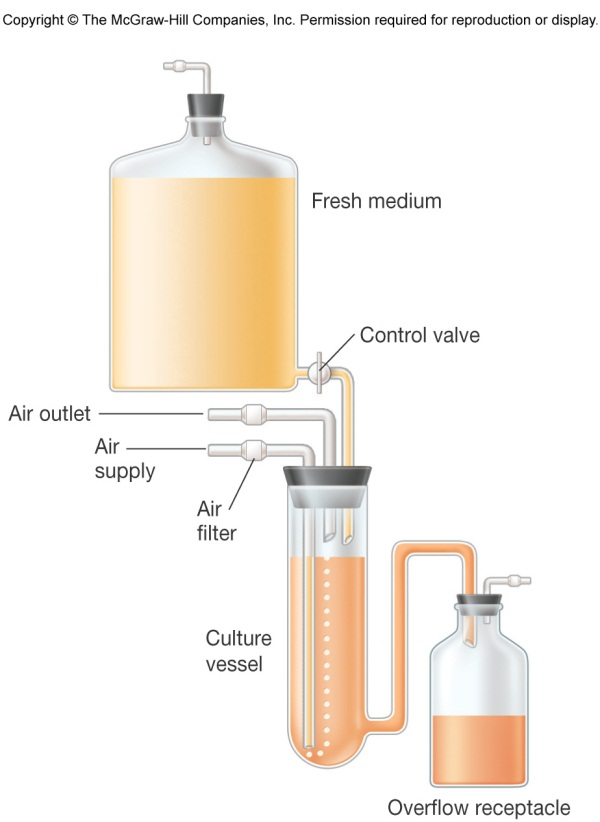 Copyright © The McGraw-Hill Companies, Inc. Permission required for reproduction or display.
Fresh medium
Control valve
Air outlet
Air
supply
Air
filter
Culture
vessel
Overflow receptacle